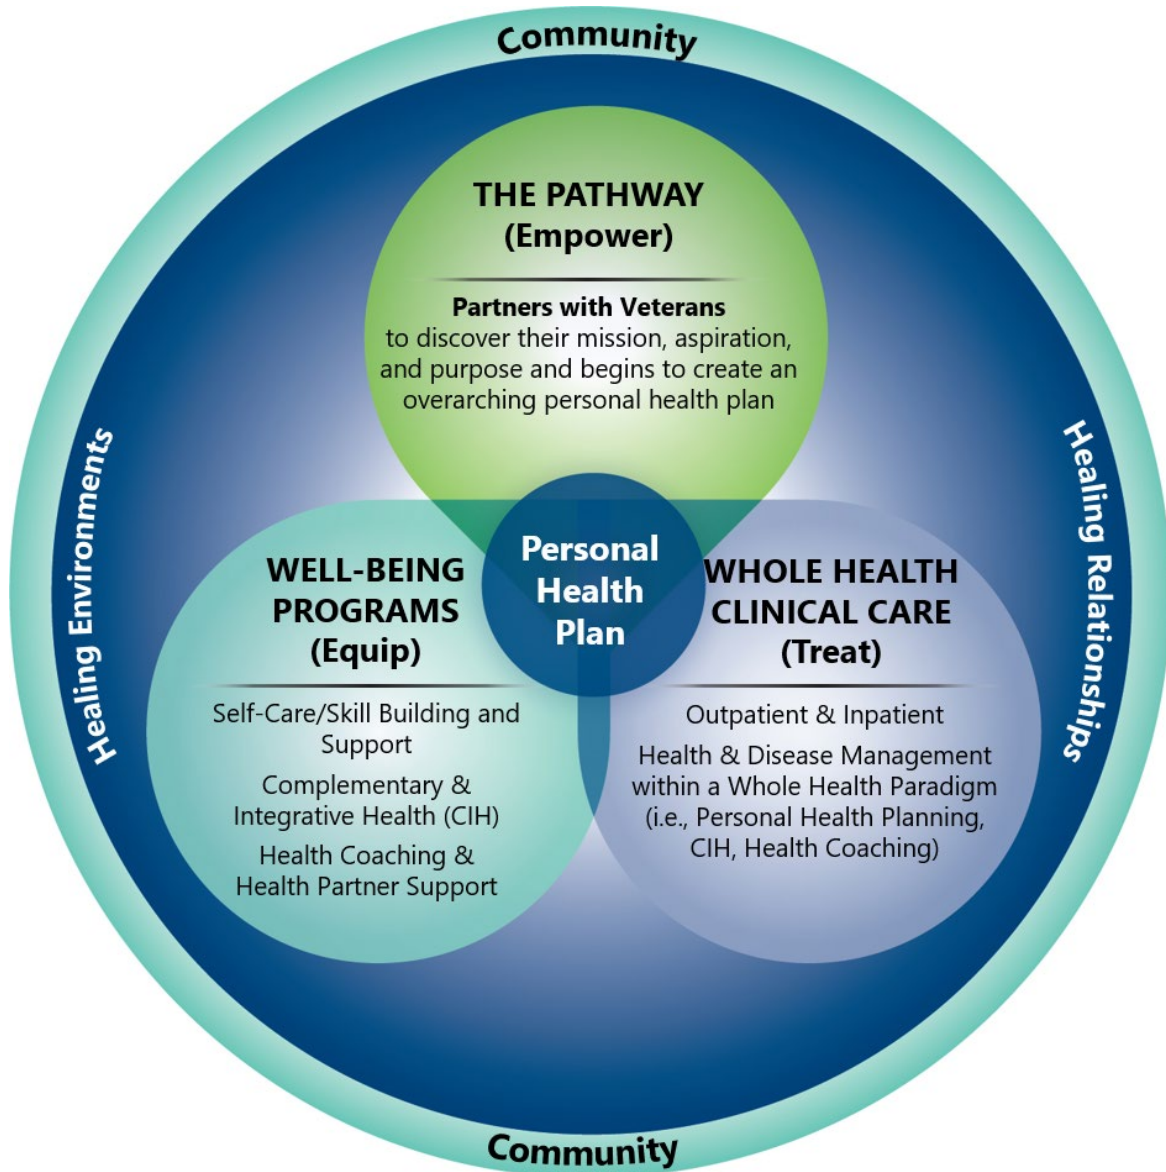 Community
THE PATHWAY
(Empower)
Partners with Veterans
to discover their mission, aspiration,
and purpose and begins to create an
overarching personal health plan
Healing Environments
Healing Relationships
Personal
Health
Plan
WELL-BEING
PROGRAMS
(Equip)
Self-Care/Skill Building and
Support
Complementary &
Integrative Health (CIH)
Health Coaching &
Health Partner Support
WHOLE HEALTH
CLINICAL CARE
(Treat)
Outpatient & Inpatient
Health & Disease Management
within a Whole Health Paradigm
(i.e., Personal Health Planning,
CIH, Health Coaching)
Community